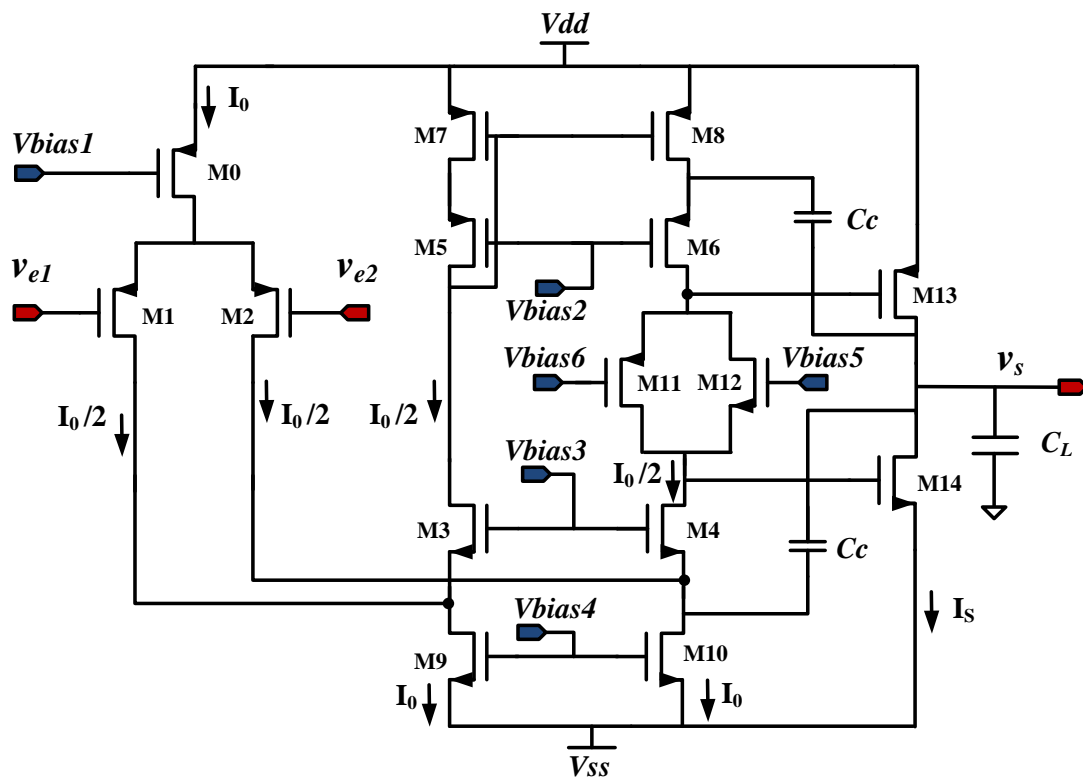 Vdd
I₀
Vbias1
M0
M7
M8
Cc
M5
M6
vₑ₁
vₑ₂
M1
M2
Vbias2
M13
Vbias6
Vbias5
M11
M12
vₛ
I₀/2
I₀/2
I₀/2
Vbias3
I₀/2
C_L
M14
M3
M4
Cc
Vbias4
I_S
M9
M10
I₀
I₀
Vss